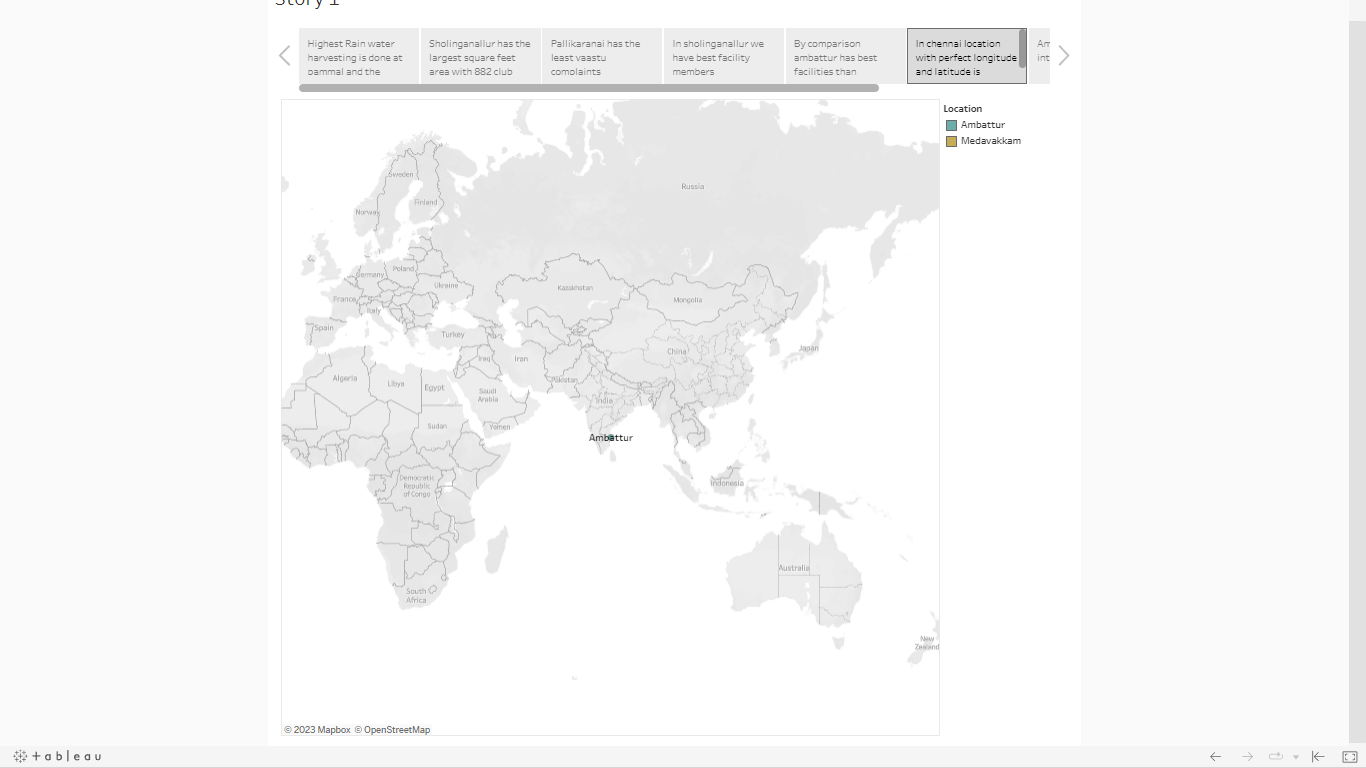 Story 1
Highest Rain water
harvesting is done at
pammal and the
Sholinganallur has the
largest square feet
area with 882 club
Pallikaranai has the
least vaastu
complaints
In sholinganallur we
have best facility
members
By comparison
ambattur has best
facilities than
In chennai location
with perfect longitude
and latitude is
Am
int
Location
Ambattur
Medavakkam
Russia
Sweden
Finland
Norway
Poland
Germany
Ukraine
Kazakhstan
France
Mongolia
Italy
Spain
Turkey
Japan
China
Iraq
Iran
Algeria
Libya
Egypt
Pakistan
Saudi
Arabia
India
Sudan
Yemen
Ambattur
Democratic
Republic
of Congo
Indonesia
Australia
South
Africa
New
Zealand
© 2023 Mapbox © OpenStreetMap
+ableau